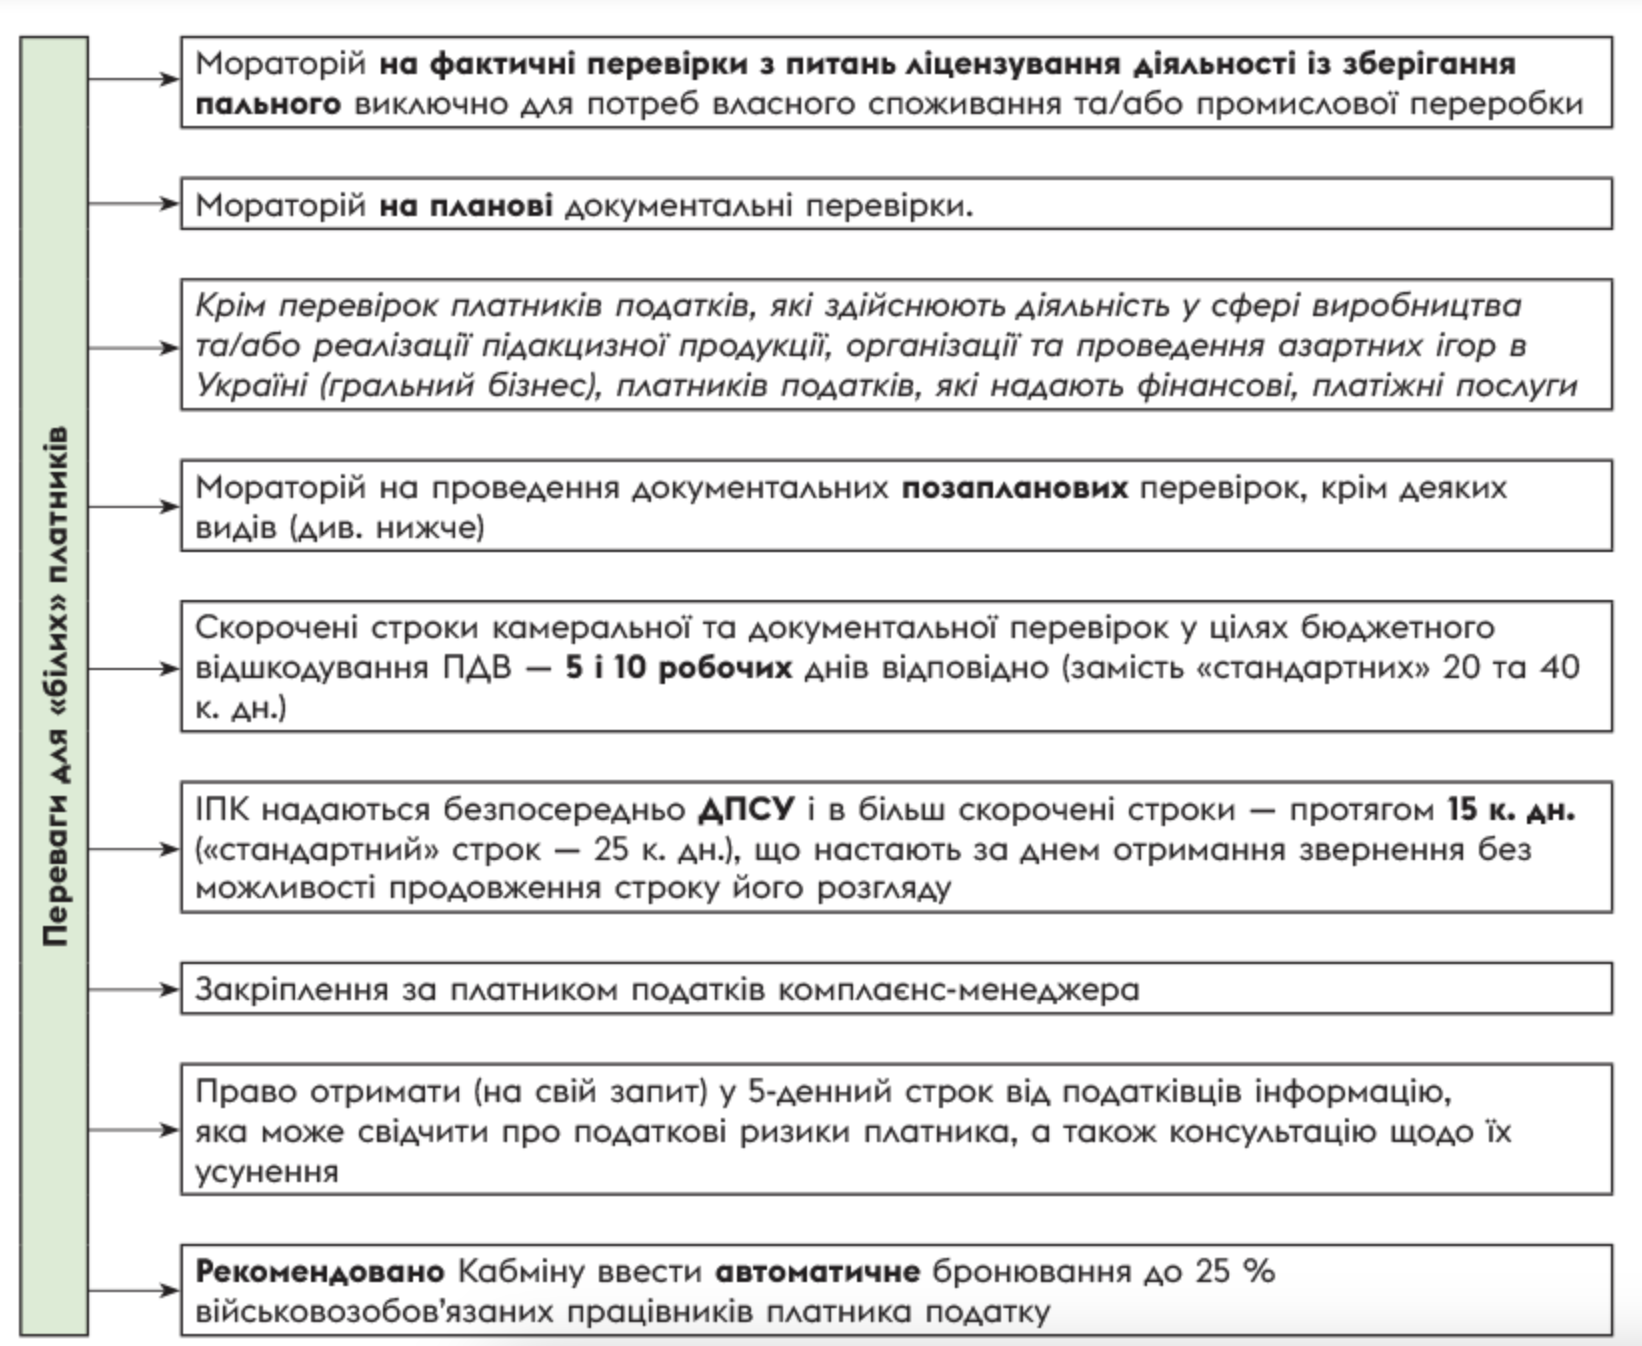 Переваги для «білих» платників
Мораторій на фактичні перевірки з питань ліцензування діяльності із зберігання
пального виключно для потреб власного споживання та/або промислової переробки
Мораторій на планові документальні перевірки.
Крім перевірок платників податків, які здійснюють діяльність у сфері виробництва
та/або реалізації підакцизної продукції, організації та проведення азартних ігор в
Україні (гральний бізнес), платників податків, які надають фінансові, платіжні послуги
Мораторій на проведення документальних позапланових перевірок, крім деяких
видів (див. нижче)
Скорочені строки камеральної та документальної перевірок у цілях бюджетного
відшкодування ПДВ — 5 і 10 робочих днів відповідно (замість «стандартних» 20 та 40
к. дн.)
ІПК надаються безпосередньо ДПСУ і в більш скорочені строки — протягом 15 к. дн.
(«стандартний» строк — 25 к. дн.), що настають за днем отримання звернення без
можливості продовження строку його розгляду
Закріплення за платником податків комплаєнс-менеджера
Право отримати (на свій запит) у 5-денний строк від податківців інформацію,
яка може свідчити про податкові ризики платника, а також консультацію щодо їх
усунення
Рекомендовано Кабміну ввести автоматичне бронювання до 25 %
військовозобов’язаних працівників платника податку